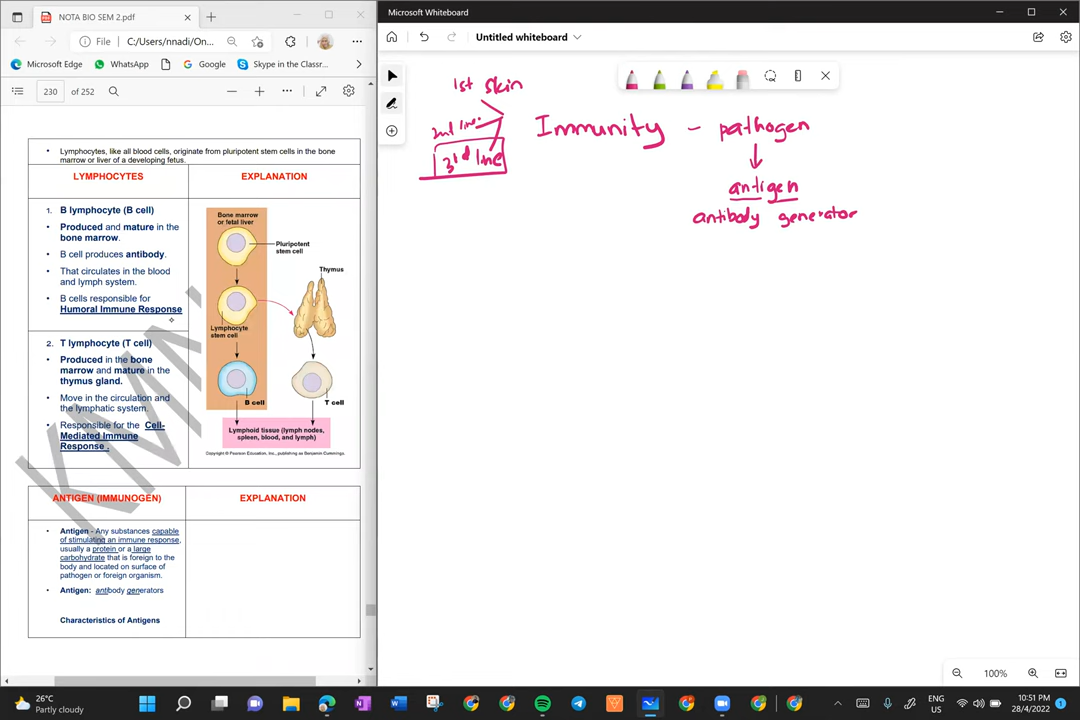 NOTA BIO SEM 2.pdf
File
C:/Users/nnadi/On...
Microsoft Edge
WhatsApp
Google
Skype in the Classr...
230 of 252
• Lymphocytes, like all blood cells, originate from pluripotent stem cells in the bone
marrow or liver of a developing fetus.
LYMPHOCYTES
EXPLANATION
1. B lymphocyte (B cell)
• Produced and mature in the
bone marrow.
• B cell produces antibody.
• That circulates in the blood
and lymph system.
• B cells responsible for
Humoral Immune Response
2. T lymphocyte (T cell)
• Produced in the bone
marrow and mature in the
thymus gland.
• Move in the circulation and
the lymphatic system.
• Responsible for the Cell-
Mediated Immune
Response .
Bone marrow
or fetal liver
Pluripotent
stem cell
Thymus
Lymphocyte
stem cell
B cell
T cell
Lymphoid tissue (lymph nodes,
spleen, blood, and lymph)
Copyright © Pearson Education, Inc., publishing as Benjamin Cummings.
ANTIGEN (IMMUNOGEN)
EXPLANATION
• Antigen - Any substances capable
of stimulating an immune response,
usually a protein or a large
carbohydrate that is foreign to the
body and located on surface of
pathogen or foreign organism.
• Antigen: antibody generators
Characteristics of Antigens
Microsoft Whiteboard
Untitled whiteboard
1st skin
2nd line
3rd line
Immunity - pathogen
antigen
antibody generator
100%
26°C
Partly cloudy
ENG
US
10:51 PM
28/4/2022
1